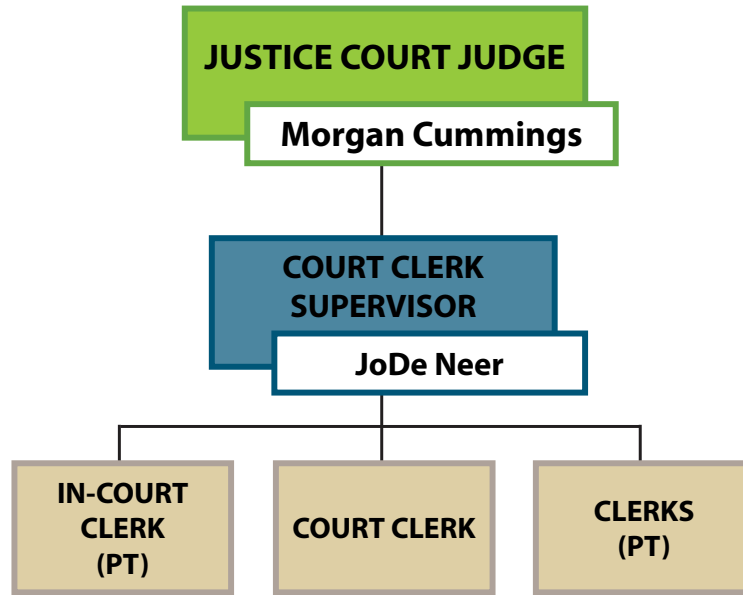 JUSTICE COURT JUDGE
Morgan Cummings
COURT CLERK
SUPERVISOR
JoDe Neer
IN-COURT
CLERK
(PT)
COURT CLERK
CLERKS
(PT)